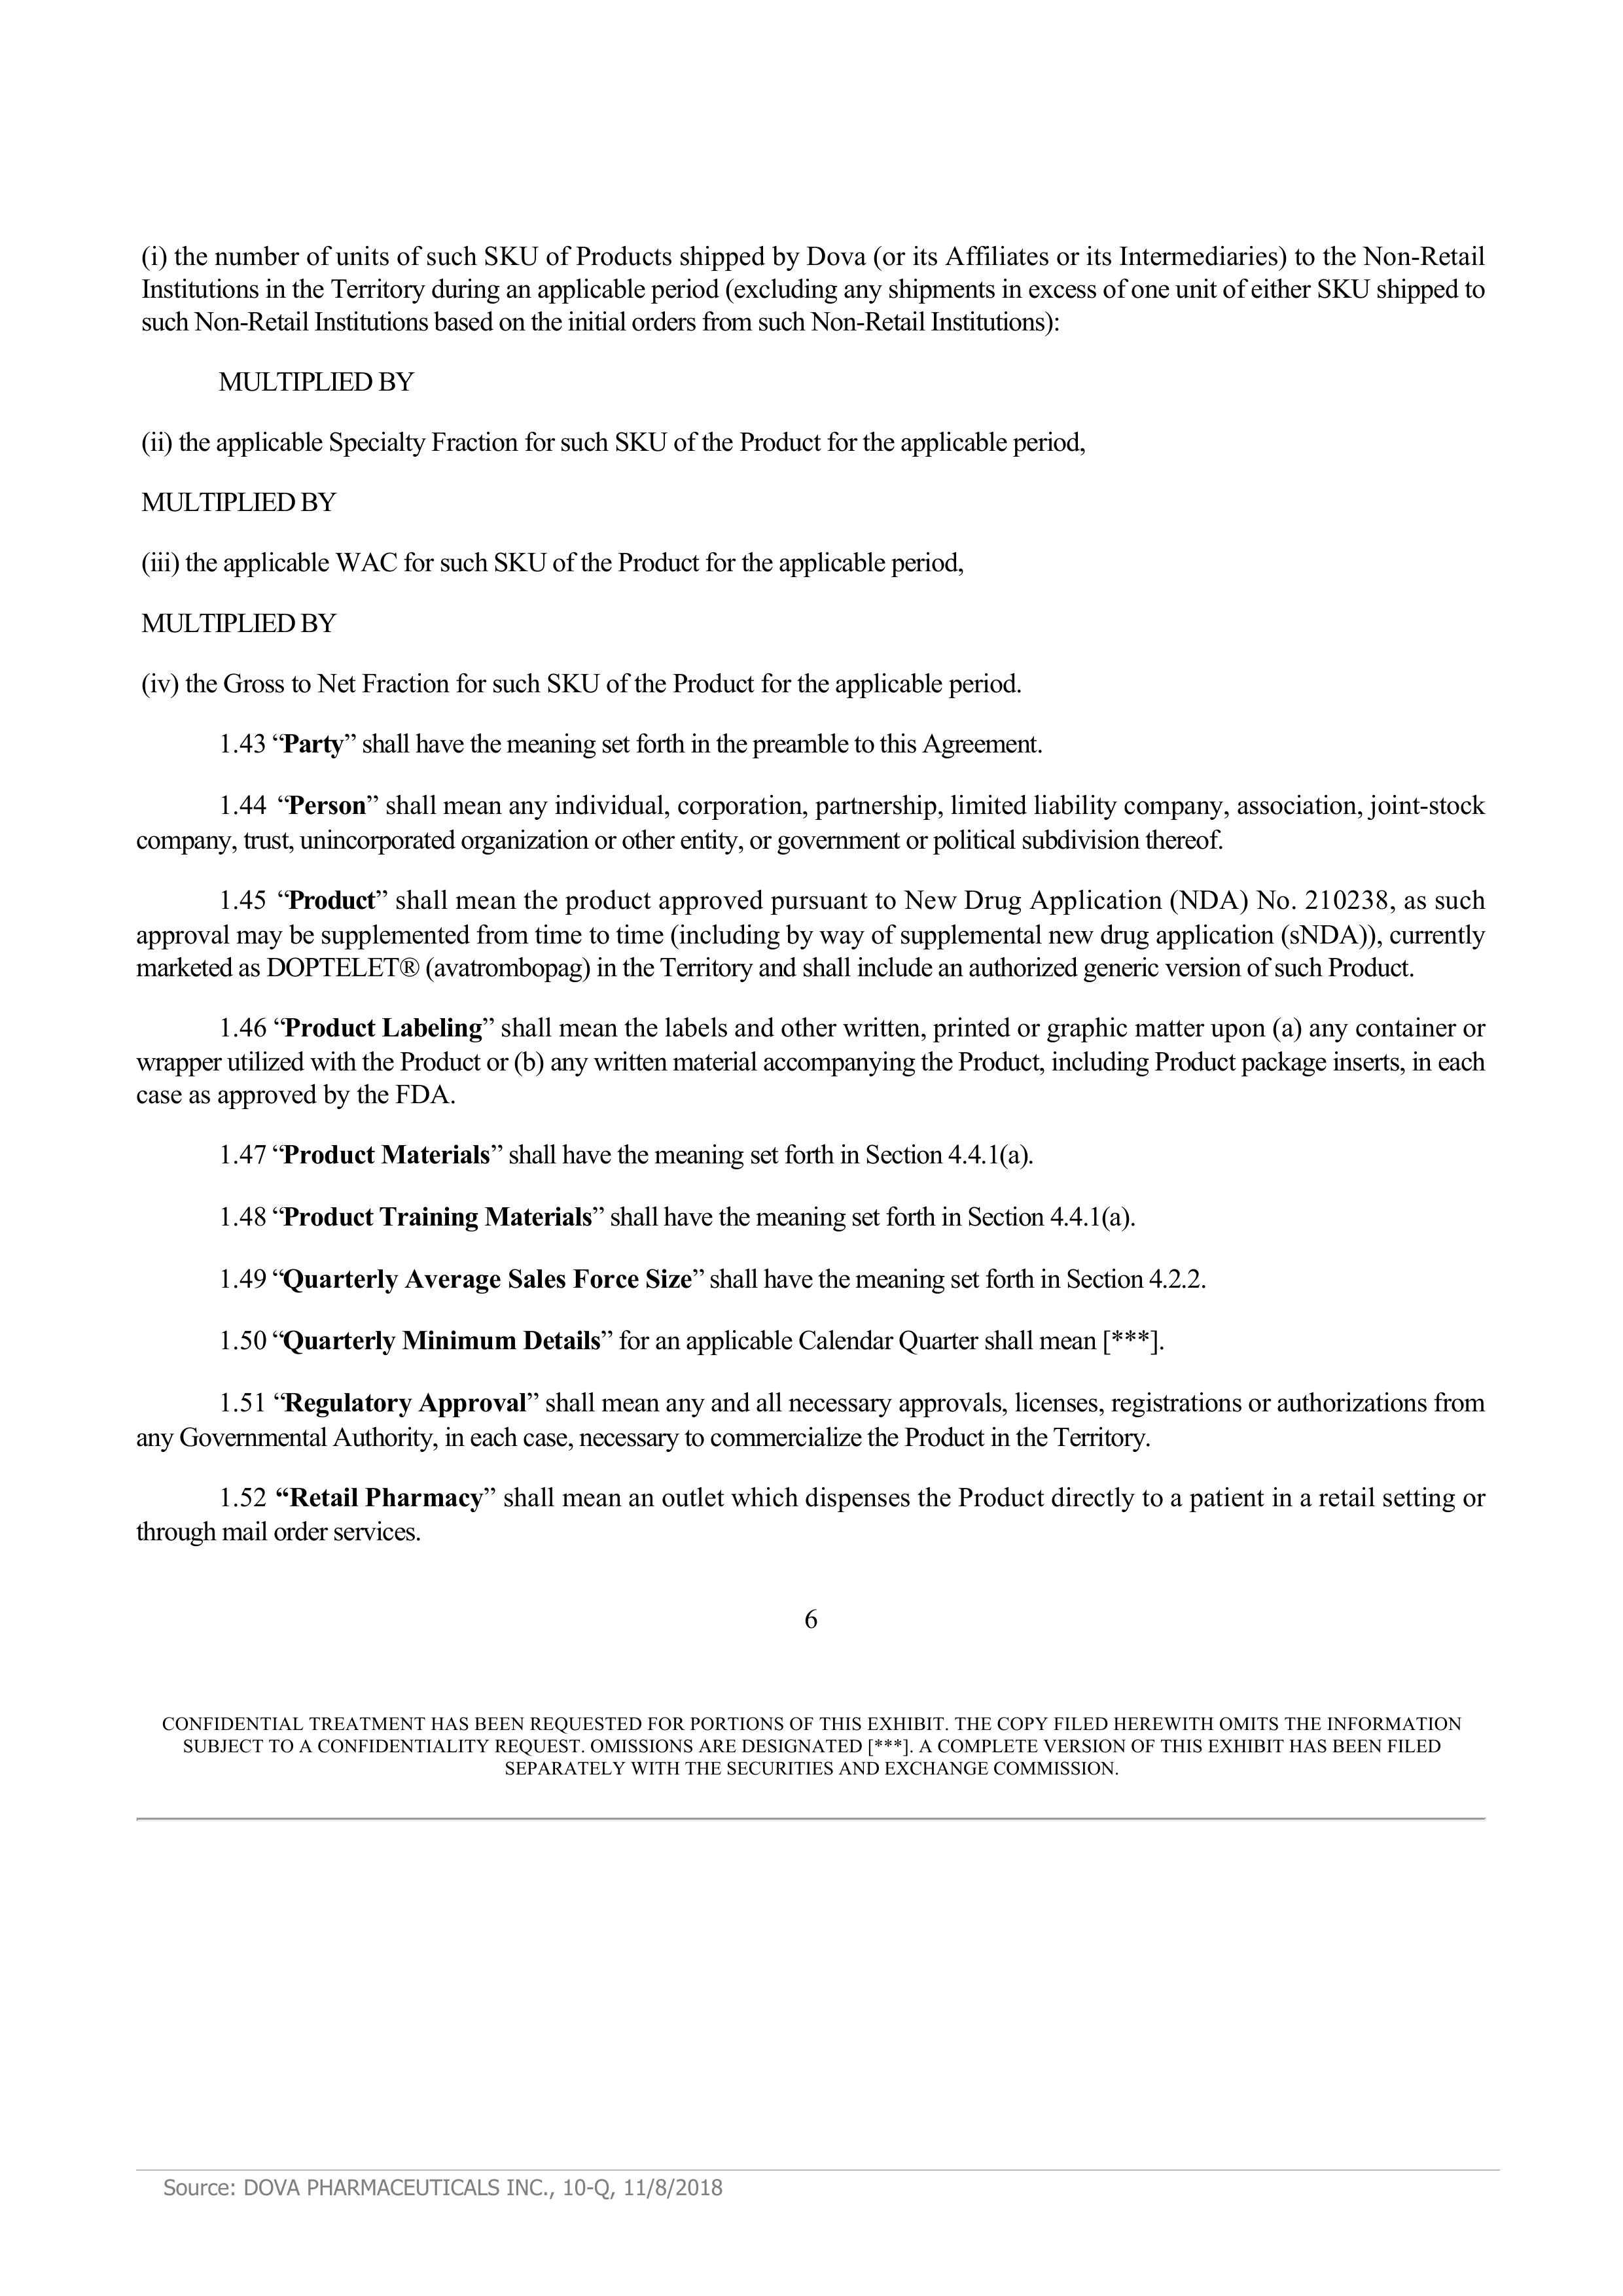 (i) the number of units of such SKU of Products shipped by Dova (or its Affiliates or its Intermediaries) to the Non-Retail
Institutions in the Territory during an applicable period (excluding any shipments in excess of one unit of either SKU shipped to
such Non-Retail Institutions based on the initial orders from such Non-Retail Institutions):
MULTIPLIED BY
(ii) the applicable Specialty Fraction for such SKU of the Product for the applicable period,
MULTIPLIED BY
(iii) the applicable WAC for such SKU of the Product for the applicable period,
MULTIPLIED BY
(iv) the Gross to Net Fraction for such SKU of the Product for the applicable period.
1.43 “Party” shall have the meaning set forth in the preamble to this Agreement.
1.44 “Person” shall mean any individual, corporation, partnership, limited liability company, association, joint-stock
company, trust, unincorporated organization or other entity, or government or political subdivision thereof.
1.45 “Product” shall mean the product approved pursuant to New Drug Application (NDA) No. 210238, as such
approval may be supplemented from time to time (including by way of supplemental new drug application (sNDA)), currently
marketed as DOPTELET® (avatrombopag) in the Territory and shall include an authorized generic version of such Product.
1.46 “Product Labeling” shall mean the labels and other written, printed or graphic matter upon (a) any container or
wrapper utilized with the Product or (b) any written material accompanying the Product, including Product package inserts, in each
case as approved by the FDA.
1.47 “Product Materials” shall have the meaning set forth in Section 4.4.1(a).
1.48 “Product Training Materials” shall have the meaning set forth in Section 4.4.1(a).
1.49 “Quarterly Average Sales Force Size” shall have the meaning set forth in Section 4.2.2.
1.50 “Quarterly Minimum Details” for an applicable Calendar Quarter shall mean [***].
1.51 “Regulatory Approval” shall mean any and all necessary approvals, licenses, registrations or authorizations from
any Governmental Authority, in each case, necessary to commercialize the Product in the Territory.
1.52 “Retail Pharmacy” shall mean an outlet which dispenses the Product directly to a patient in a retail setting or
through mail order services.
6
CONFIDENTIAL TREATMENT HAS BEEN REQUESTED FOR PORTIONS OF THIS EXHIBIT. THE COPY FILED HEREWITH OMITS THE INFORMATION
SUBJECT TO A CONFIDENTIALITY REQUEST. OMISSIONS ARE DESIGNATED [***]. A COMPLETE VERSION OF THIS EXHIBIT HAS BEEN FILED
SEPARATELY WITH THE SECURITIES AND EXCHANGE COMMISSION.
Source: DOVA PHARMACEUTICALS INC., 10-Q, 11/8/2018